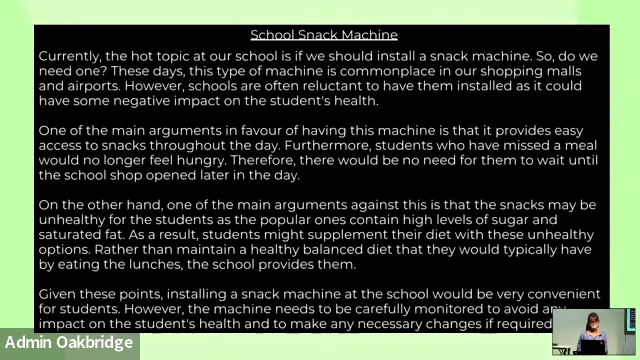 School Snack Machine
Currently, the hot topic at our school is if we should install a snack machine. So, do we
need one? These days, this type of machine is commonplace in our shopping malls
and airports. However, schools are often reluctant to have them installed as it could
have some negative impact on the student's health.
One of the main arguments in favour of having this machine is that it provides easy
access to snacks throughout the day. Furthermore, students who have missed a meal
would no longer feel hungry. Therefore, there would be no need for them to wait until
the school shop opened later in the day.
On the other hand, one of the main arguments against this is that the snacks may be
unhealthy for the students as the popular ones contain high levels of sugar and
saturated fat. As a result, students might supplement their diet with these unhealthy
options. Rather than maintain a healthy balanced diet that they would typically have
by eating the lunches, the school provides them.
Given these points, installing a snack machine at the school would be very convenient
for students. However, the machine needs to be carefully monitored to avoid any
impact on the student's health and to make any necessary changes if required
Admin Oakbridge